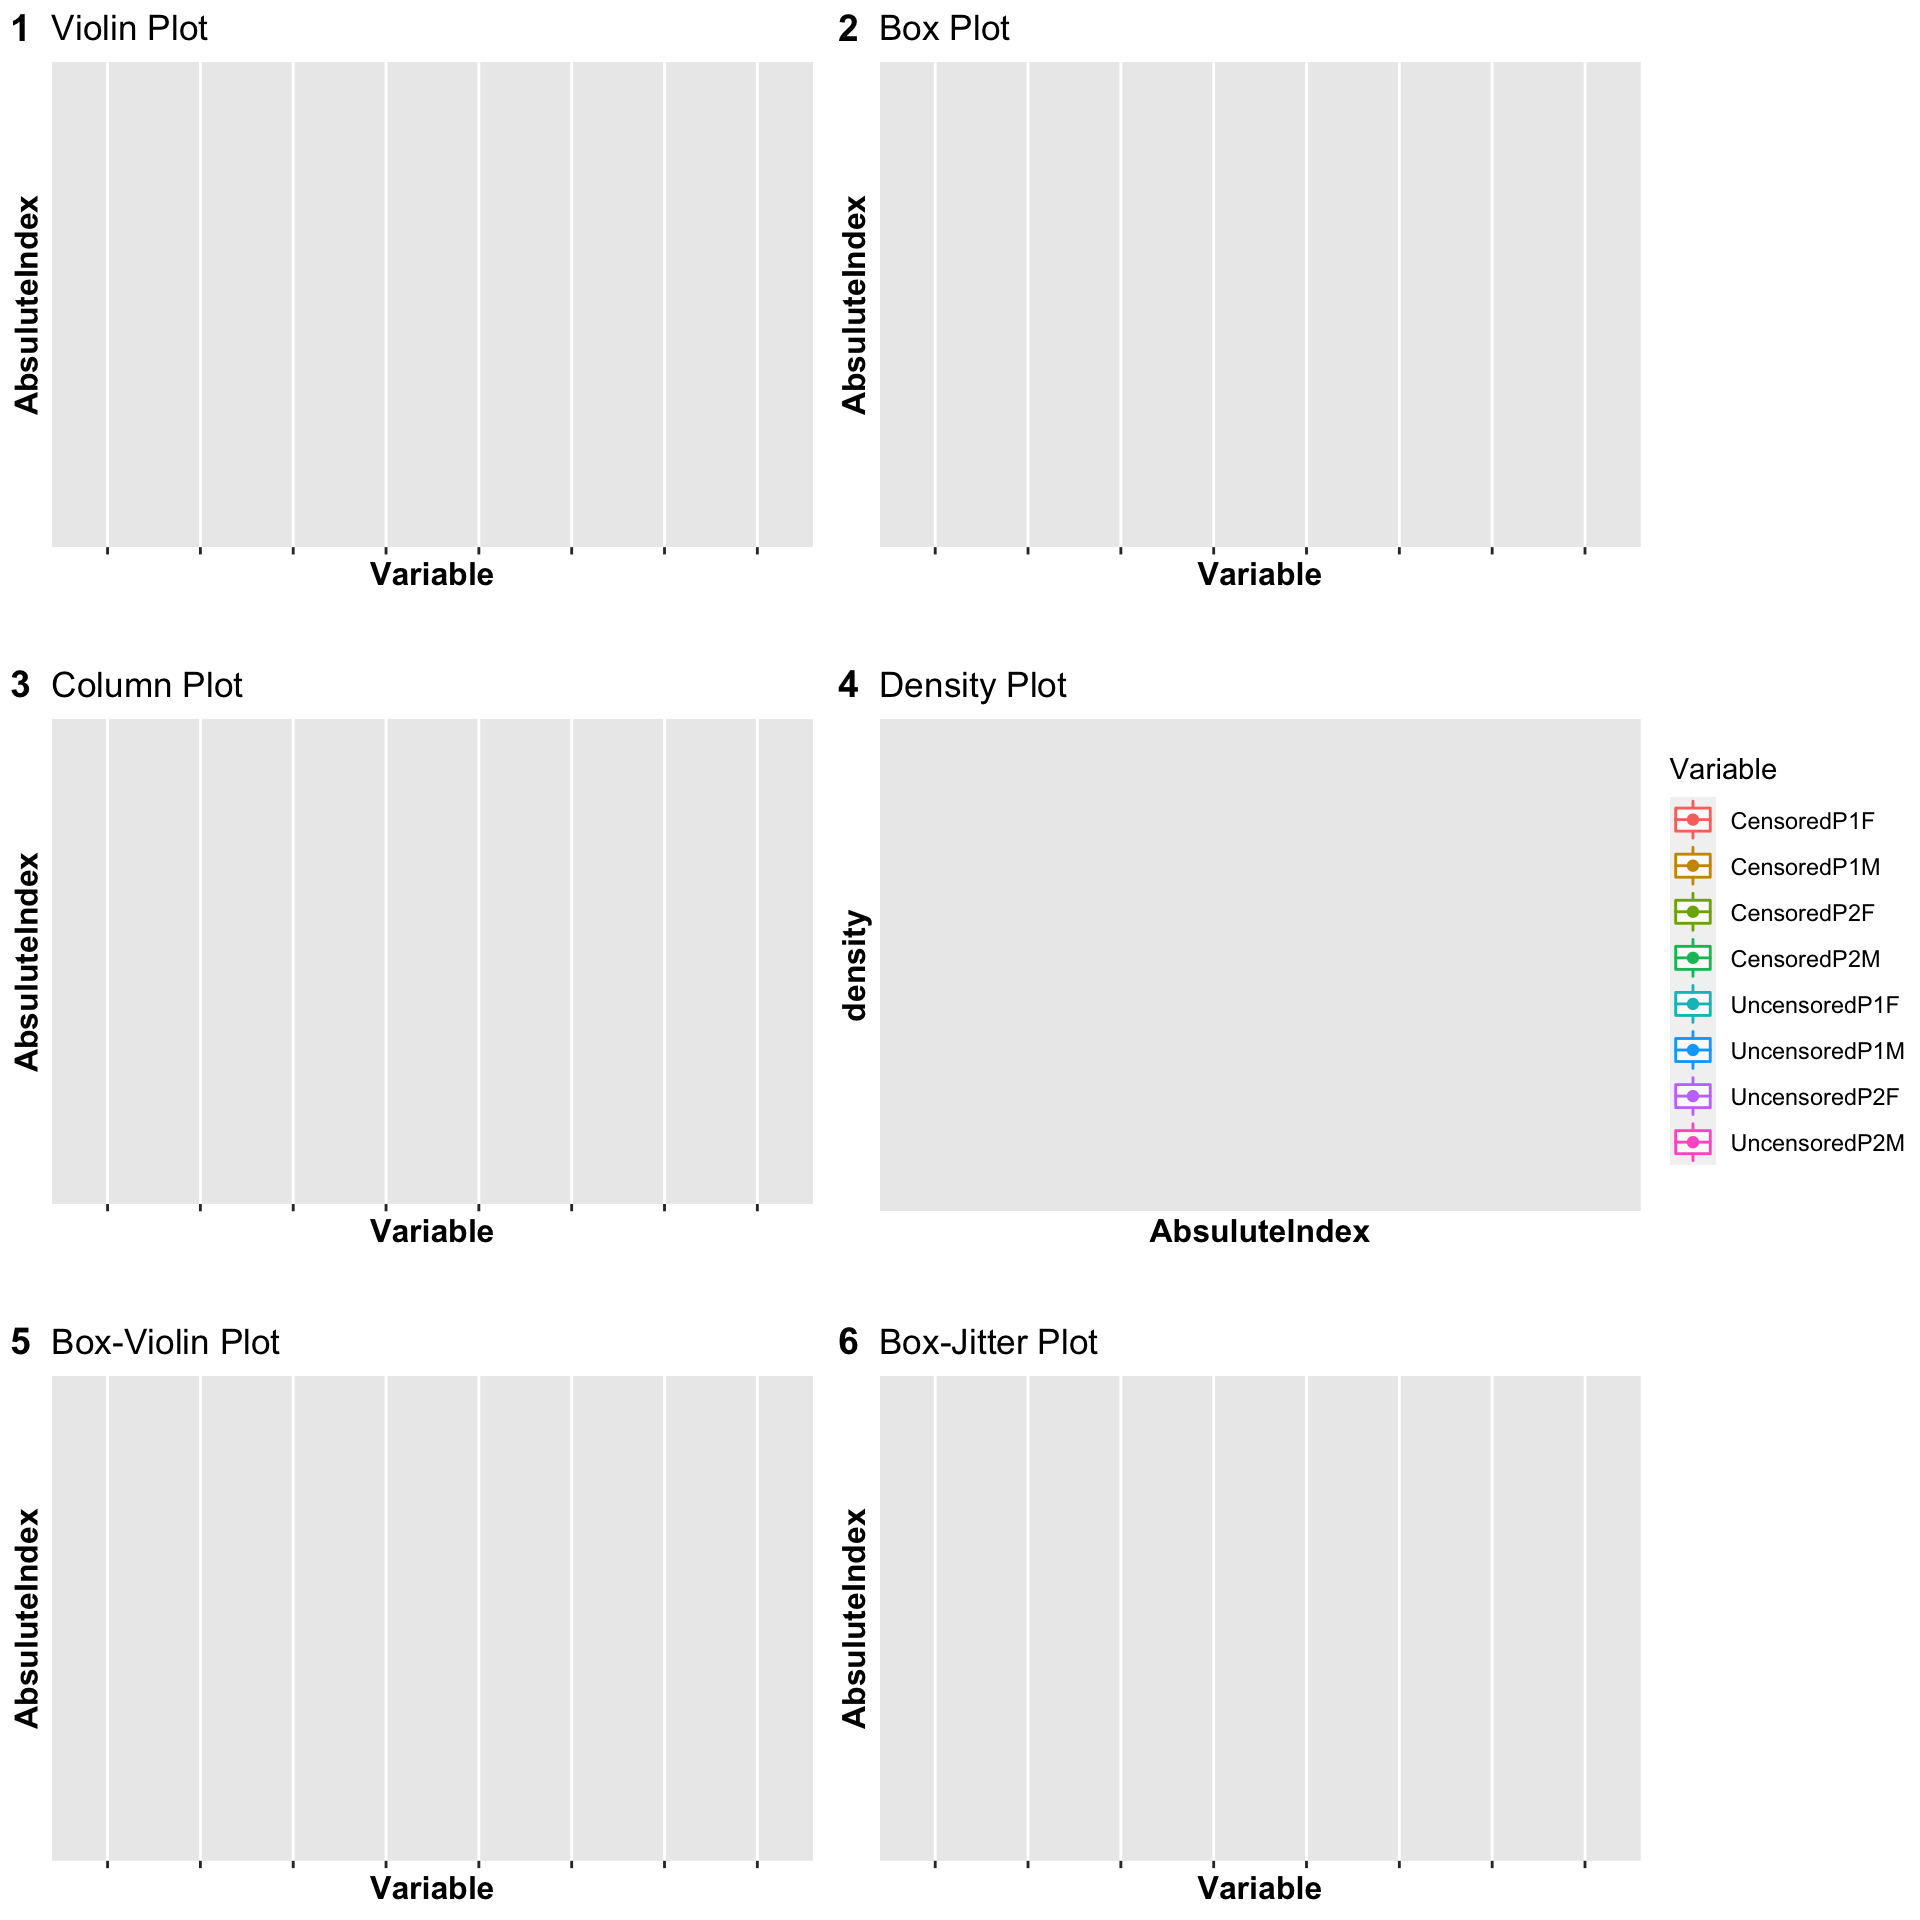 1 Violin Plot
AbsuluteIndex
Variable
2 Box Plot
AbsuluteIndex
Variable
3 Column Plot
AbsuluteIndex
Variable
4 Density Plot
density
AbsuluteIndex
Variable
CensoredP1F
CensoredP1M
CensoredP2F
CensoredP2M
UncensoredP1F
UncensoredP1M
UncensoredP2F
UncensoredP2M
5 Box-Violin Plot
AbsuluteIndex
Variable
6 Box-Jitter Plot
AbsuluteIndex
Variable